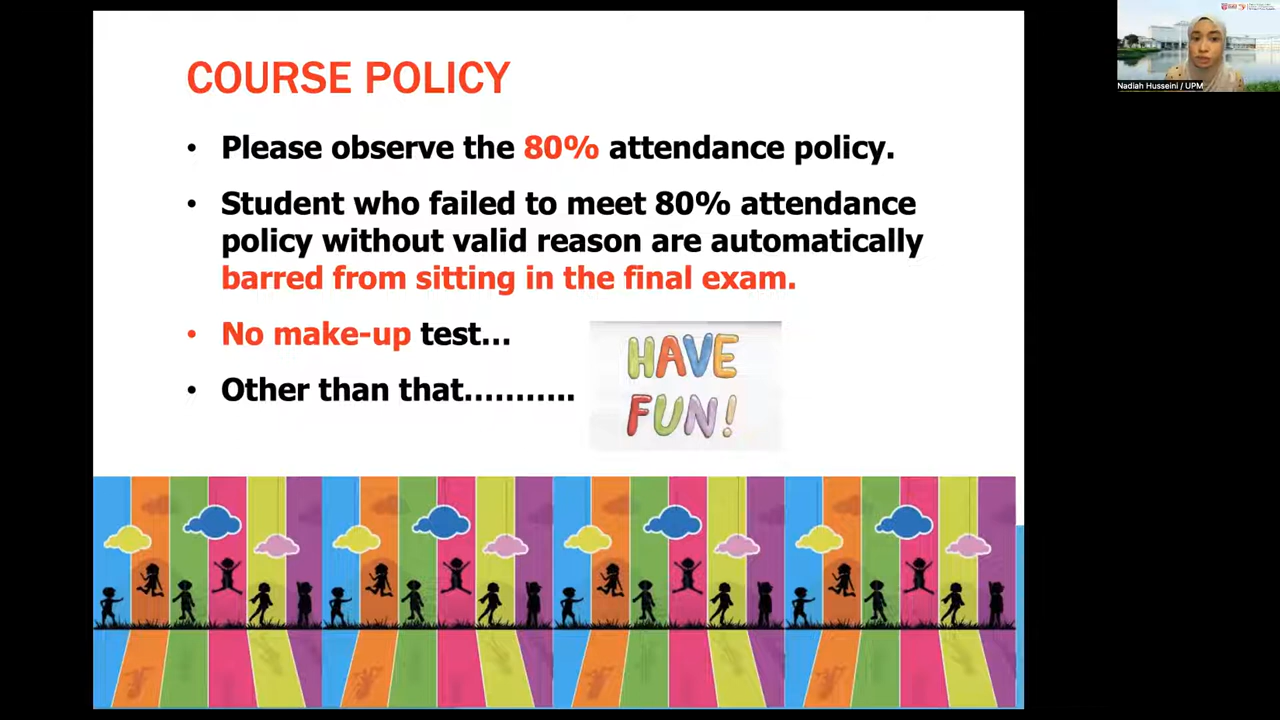 COURSE POLICY
• Please observe the 80% attendance policy.
• Student who failed to meet 80% attendance
policy without valid reason are automatically
barred from sitting in the final exam.
• No make-up test...
• Other than that...........
HAVE
FUN!
Nadiah Husseini / UPM